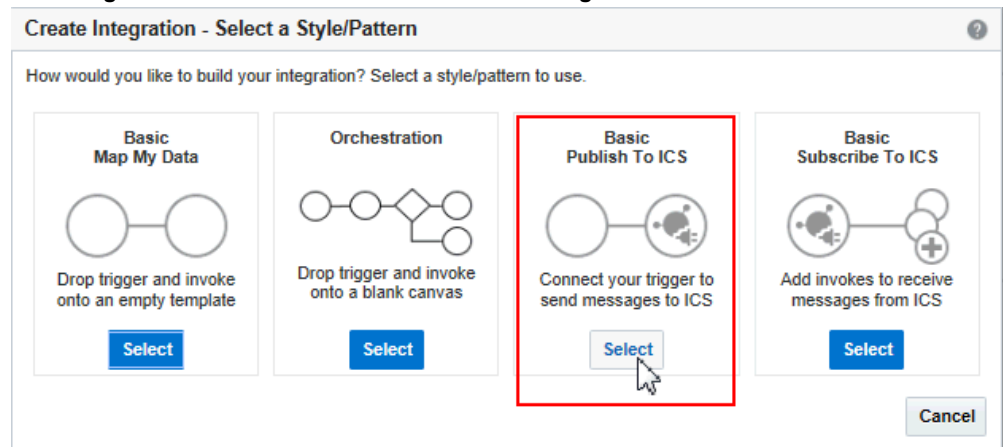 Create Integration - Select a Style/Pattern
?
How would you like to build your integration? Select a style/pattern to use.
Basic
Map My Data
Drop trigger and invoke
onto an empty template
Select
Orchestration
Drop trigger and invoke
onto a blank canvas
Select
Basic
Publish To ICS
Connect your trigger to
send messages to ICS
Select
Basic
Subscribe To ICS
Add invokes to receive
messages from ICS
Select
Cancel